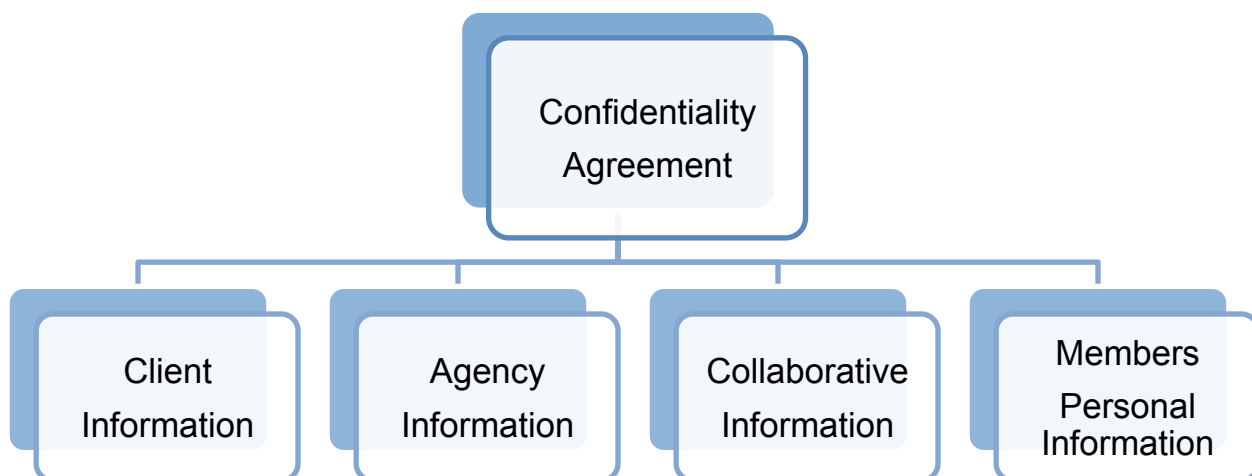 Confidentiality
Agreement
Client
Information
Agency
Information
Collaborative
Information
Members
Personal
Information